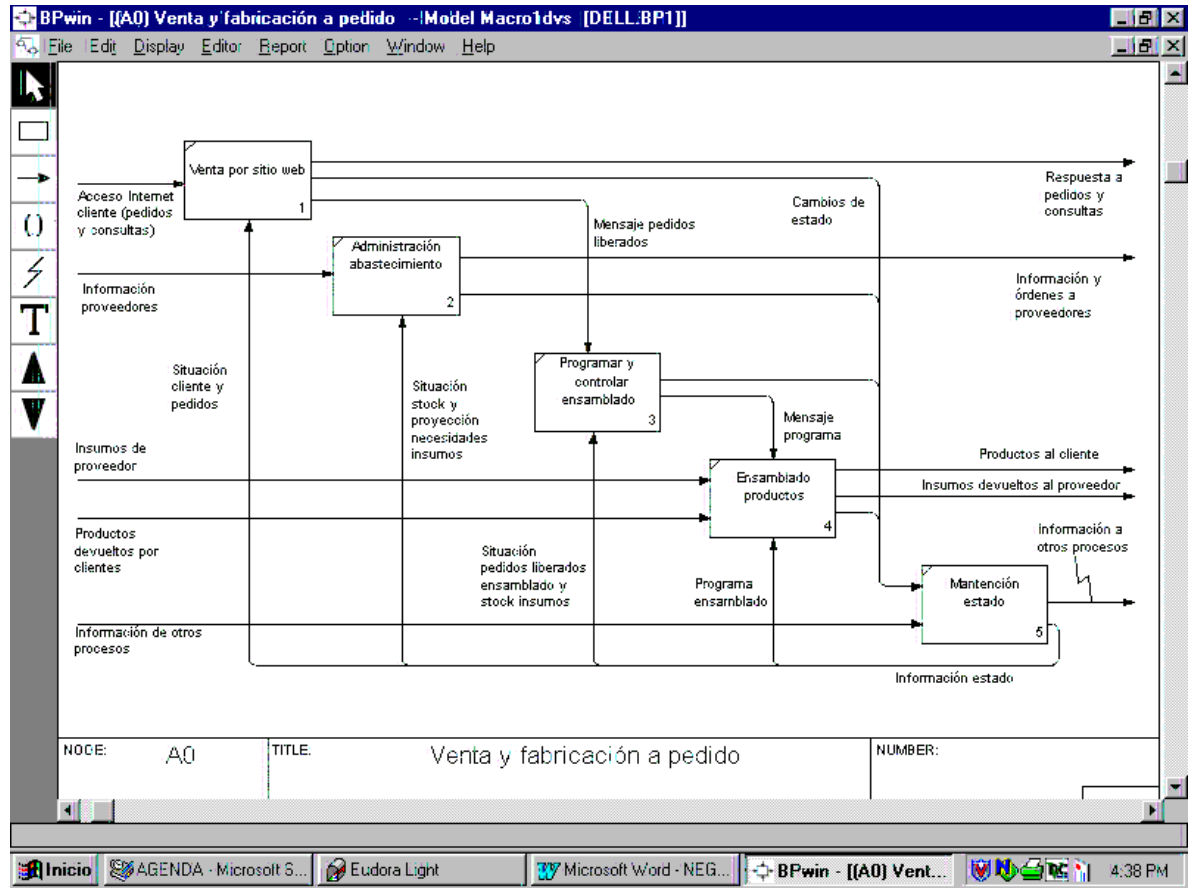 BPwin - [(A0) Venta y fabricación a pedido -- Model Macro1dvs [DELL.BP1]]
File Edit Display Editor Report Option Window Help
Venta por sitio web
1
Acceso Internet
cliente (pedidos
y consultas)
Respuesta a
pedidos y
consultas
Cambios de
estado
Mensaje pedidos
liberados
Administración
abastecimiento
2
Información
proveedores
Información y
órdenes a
proveedores
Situación
cliente y
pedidos
Situación
stock y
proyección
necesidades
insumos
Programar y
controlar
ensamblado
3
Mensaje
programa
Insumos de
proveedor
Ensamblado
productos
4
Productos al cliente
Insumos devueltos al proveedor
Productos
devueltos por
clientes
Información a
otros procesos
Situación
pedidos liberados
ensamblado y
stock insumos
Programa
ensamblado
Mantención
estado
5
Información de otros
procesos
Información estado
NODE: A0 TITLE: Venta y fabricación a pedido NUMBER:
Inicio AGENDA - Microsoft S... Eudora Light Microsoft Word - NEG... BPwin - [(A0) Vent... 4:38 PM